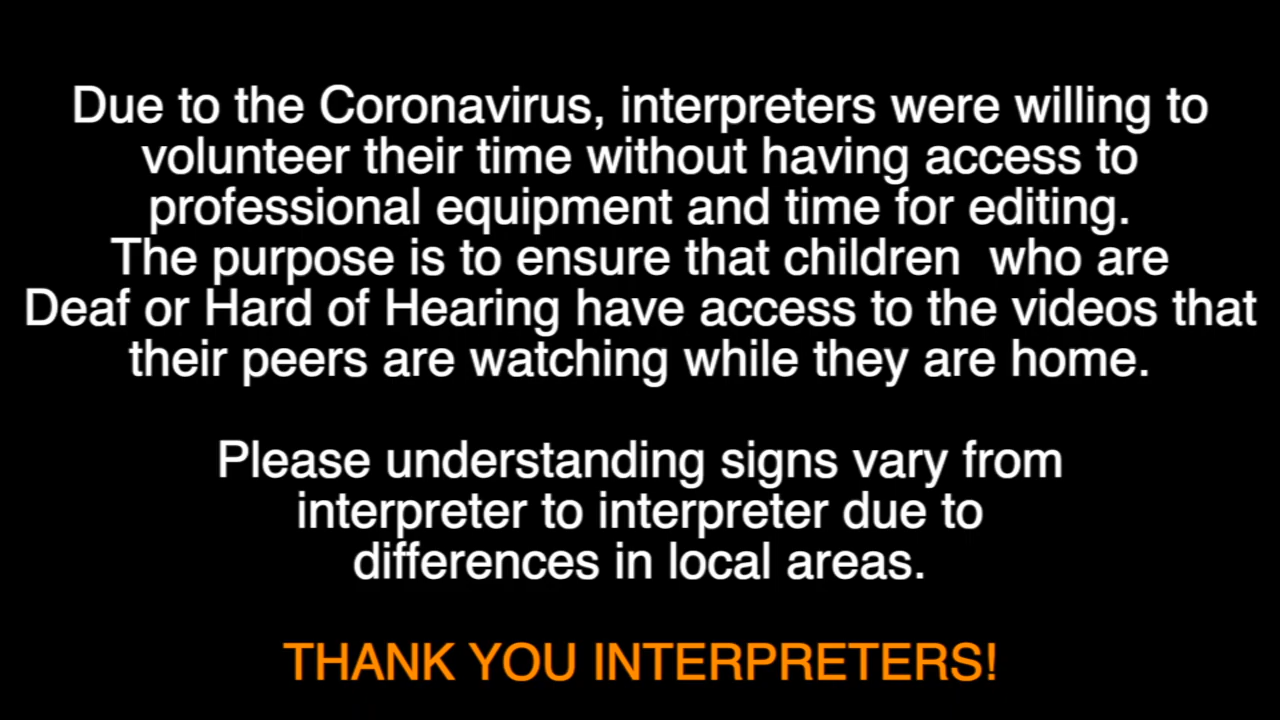 Due to the Coronavirus, interpreters were willing to
volunteer their time without having access to
professional equipment and time for editing.
The purpose is to ensure that children  who are
Deaf or Hard of Hearing have access to the videos that
their peers are watching while they are home.
Please understanding signs vary from
interpreter to interpreter due to
differences in local areas.
THANK YOU INTERPRETERS!